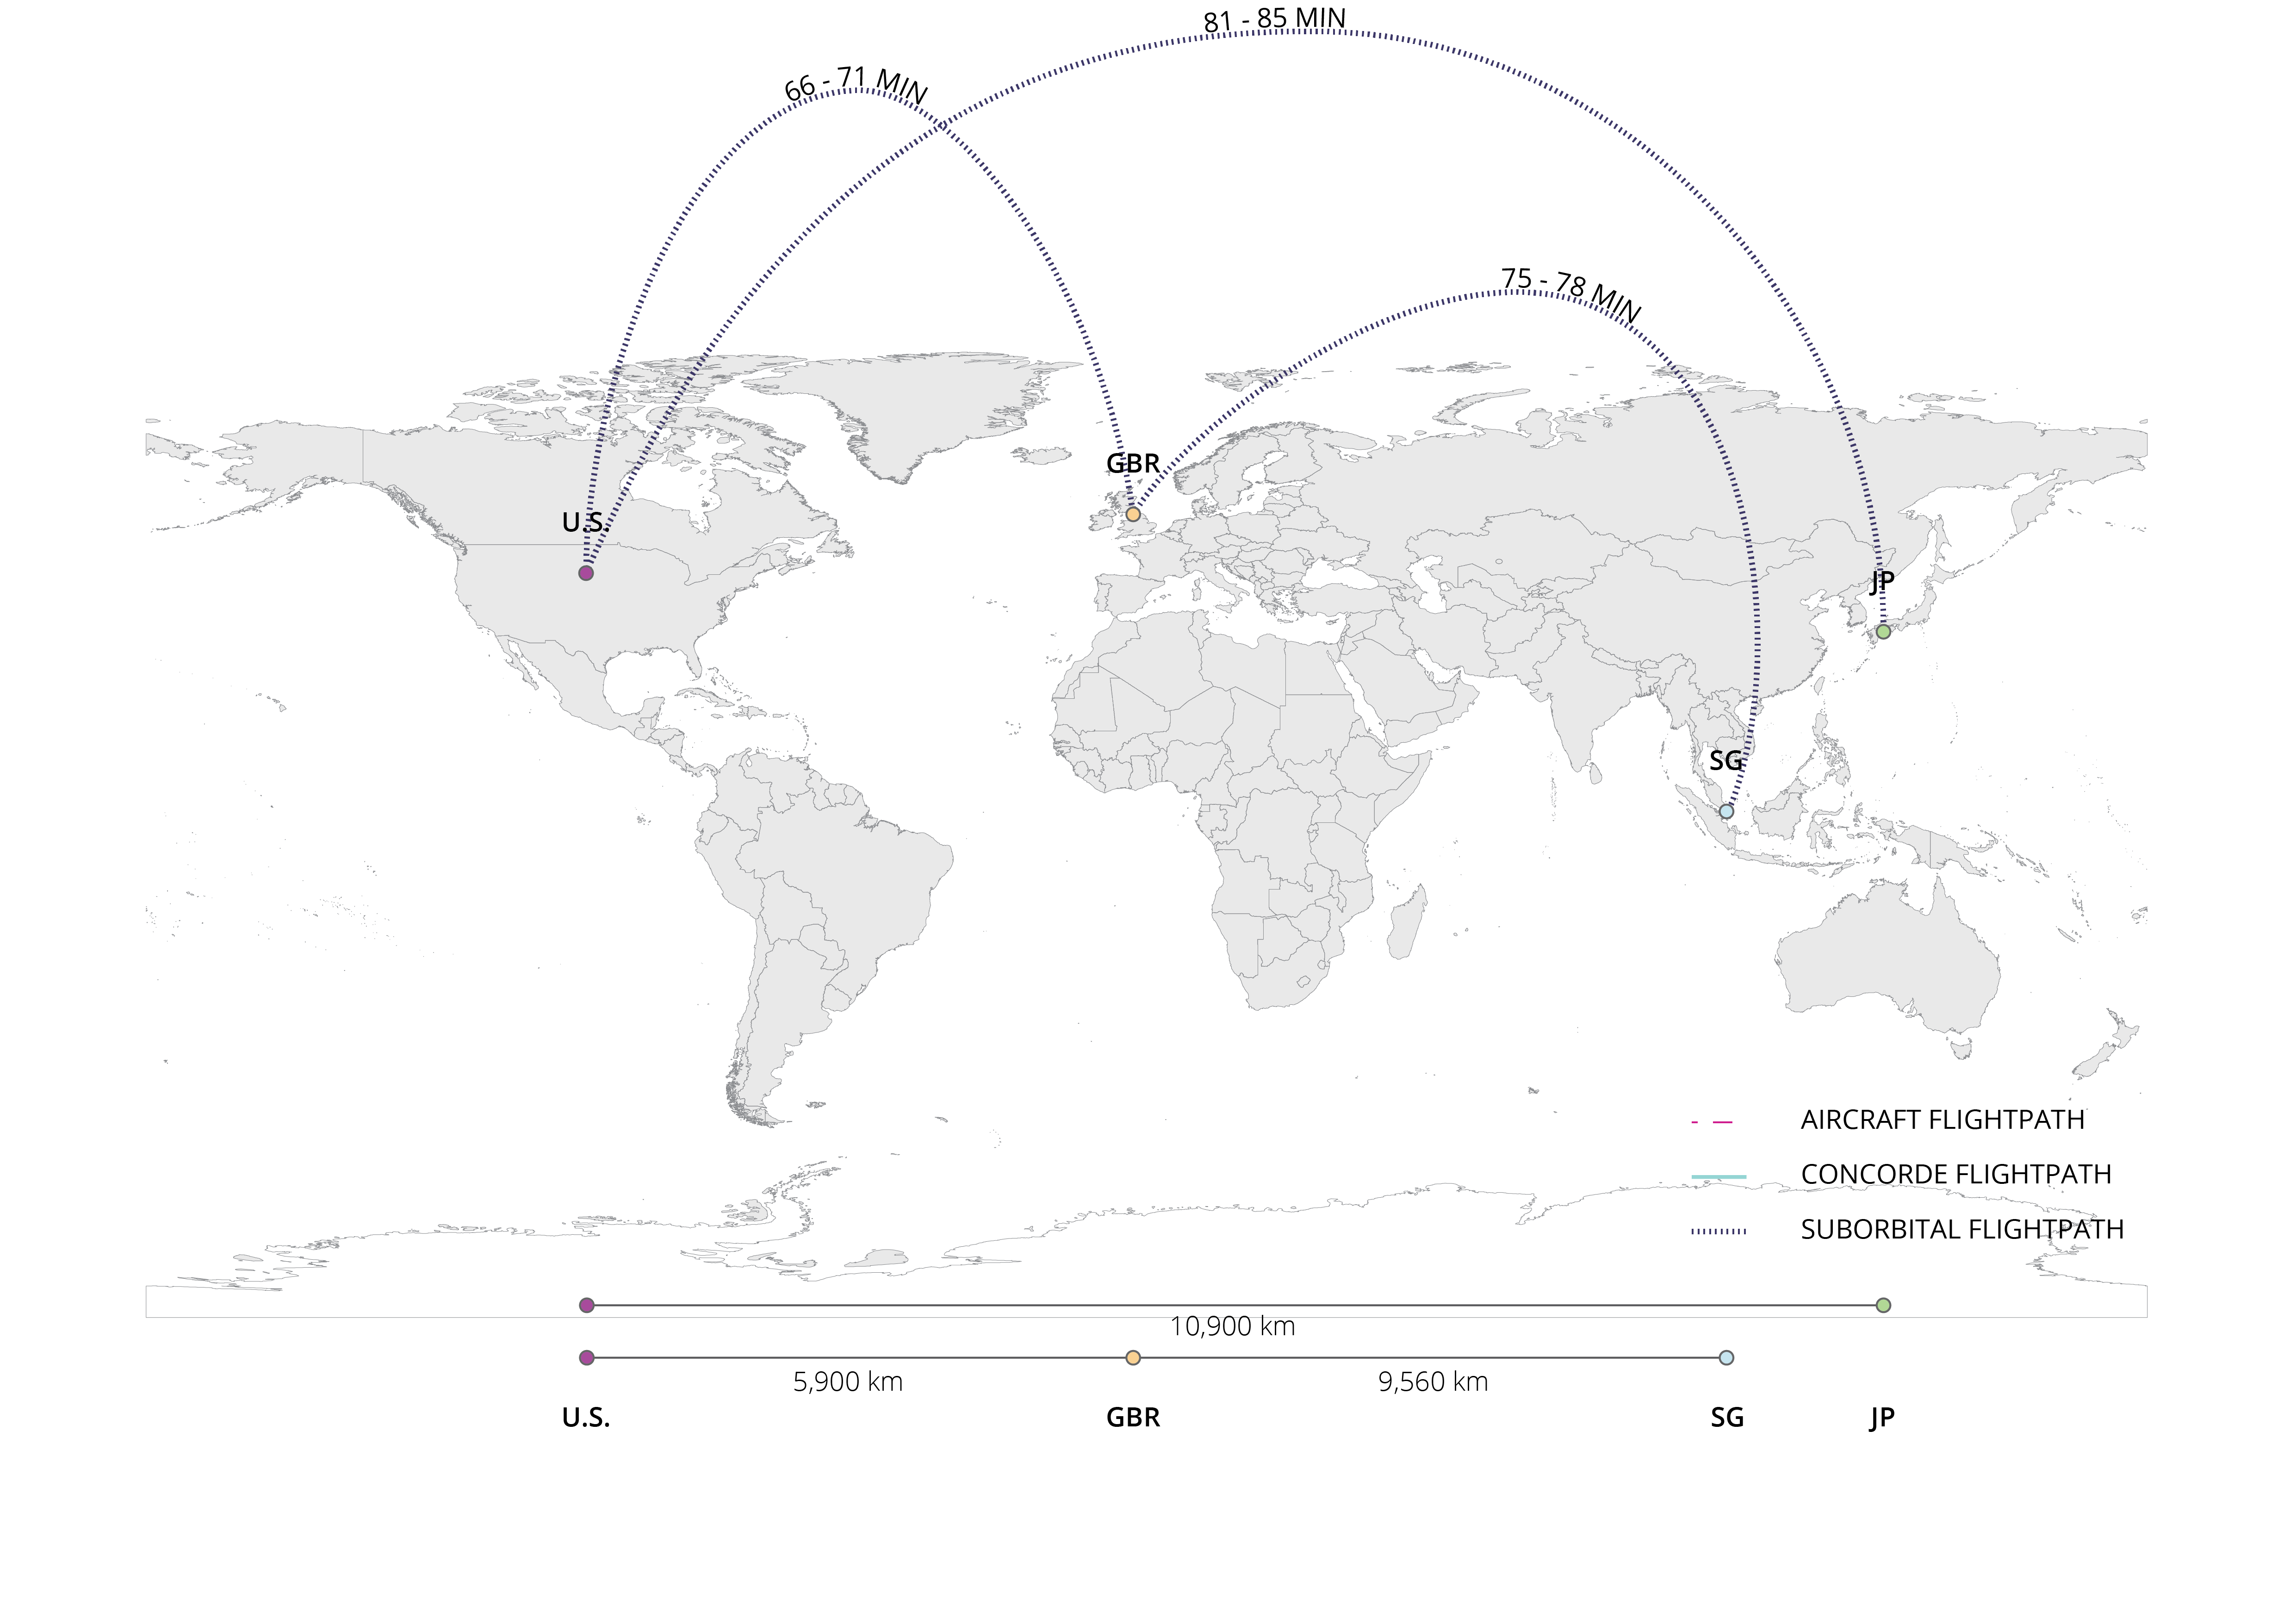 81 - 85 MIN
66 - 71 MIN
75 - 78 MIN
GBR
U.S.
JP
SG
AIRCRAFT FLIGHTPATH
CONCORDE FLIGHTPATH
SUBORBITAL FLIGHTPATH
10,900 km
5,900 km
9,560 km
U.S.
GBR
SG
JP